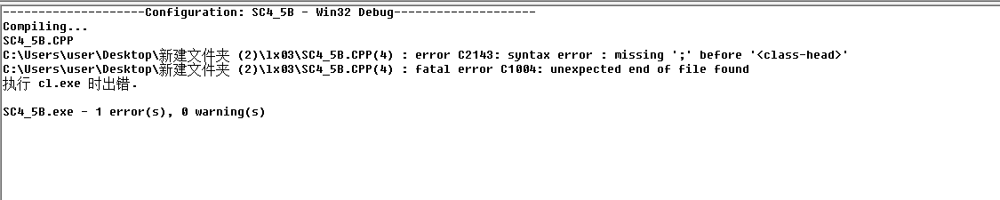 --------------------Configuration: SC4_5B - Win32 Debug--------------------
Compiling...
SC4_5B.CPP
C:\Users\user\Desktop\新建文件夹 (2)\lx03\SC4_5B.CPP(4) : error C2143: syntax error : missing ';' before '<class-head>'
C:\Users\user\Desktop\新建文件夹 (2)\lx03\SC4_5B.CPP(4) : fatal error C1004: unexpected end of file found
执行 cl.exe 时出错.
SC4_5B.exe - 1 error(s), 0 warning(s)